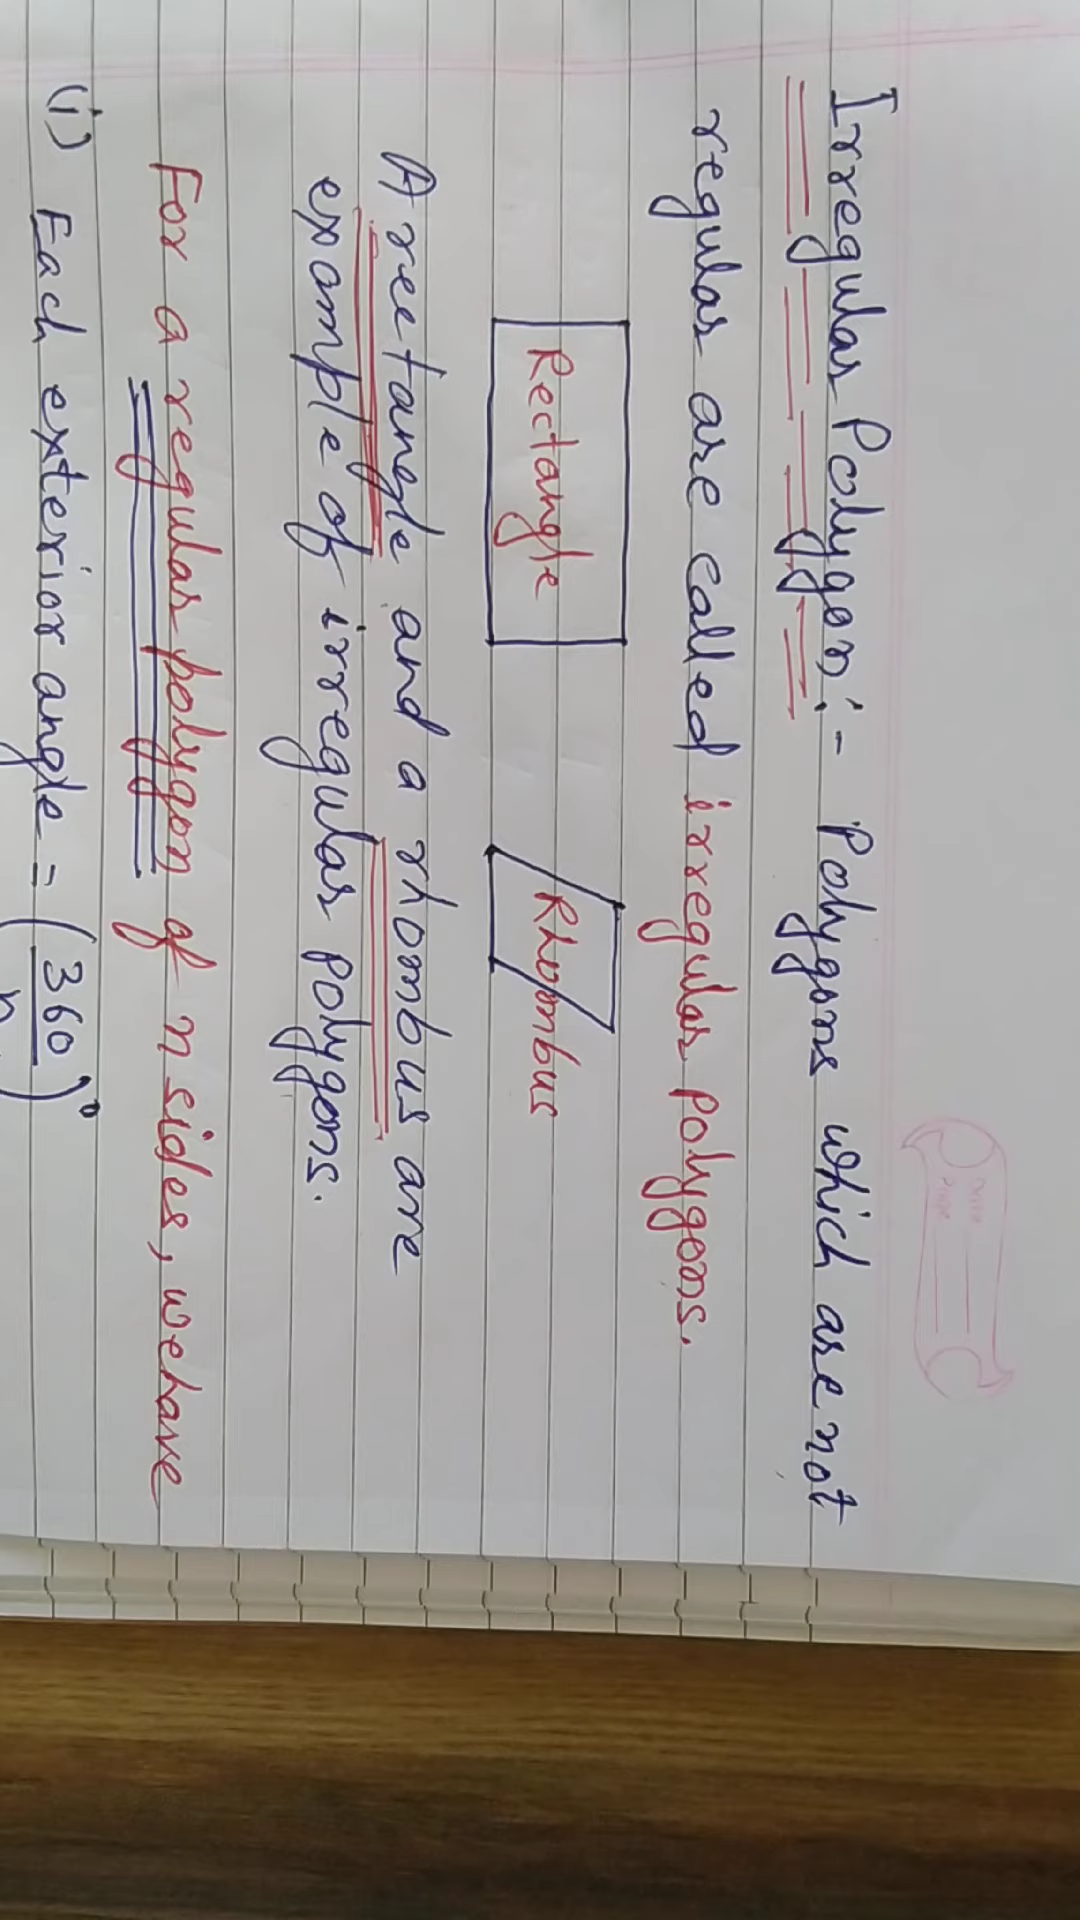 Irregular Polygon:- Polygons which are not
regular are called irregular polygons.
Rectangle
Rhombus
A rectangle and a rhombus are
example of irregular polygons.
For a regular polygon of n sides, we have
(i) Each exterior angle = (360/n)°